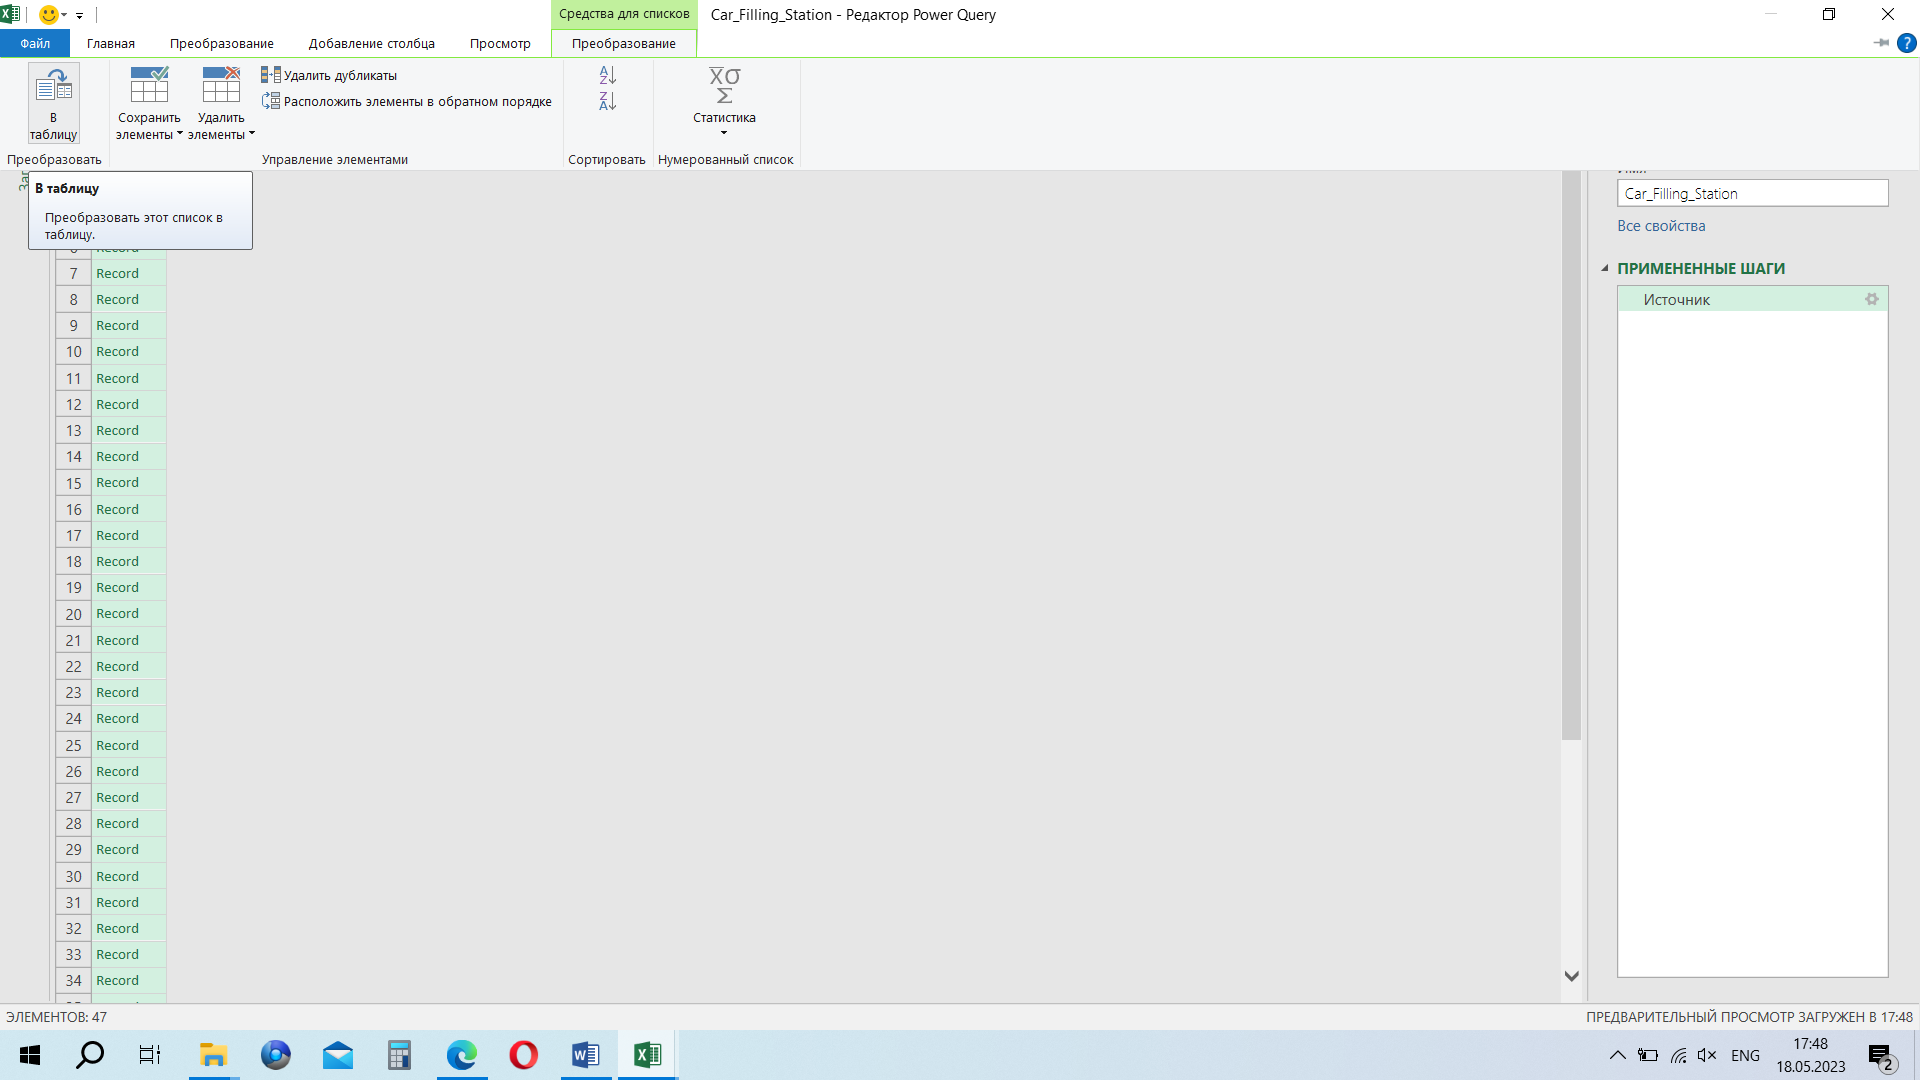 Средства для списков
Car_Filling_Station - Редактор Power Query
Файл
Главная
Преобразование
Добавление столбца
Просмотр
Преобразование
В таблицу
Сохранить элементы
Удалить элементы
Удалить дубликаты
Расположить элементы в обратном порядке
Статистика
Преобразовать
Управление элементами
Сортировать
Нумерованный список
В таблицу
Преобразовать этот список в
таблицу.
7 Record
8 Record
9 Record
10 Record
11 Record
12 Record
13 Record
14 Record
15 Record
16 Record
17 Record
18 Record
19 Record
20 Record
21 Record
22 Record
23 Record
24 Record
25 Record
26 Record
27 Record
28 Record
29 Record
30 Record
31 Record
32 Record
33 Record
34 Record
Car_Filling_Station
Все свойства
ПРИМЕНЕННЫЕ ШАГИ
Источник
ЭЛЕМЕНТОВ: 47
ПРЕДВАРИТЕЛЬНЫЙ ПРОСМОТР ЗАГРУЖЕН В 17:48
ENG
17:48
18.05.2023
2